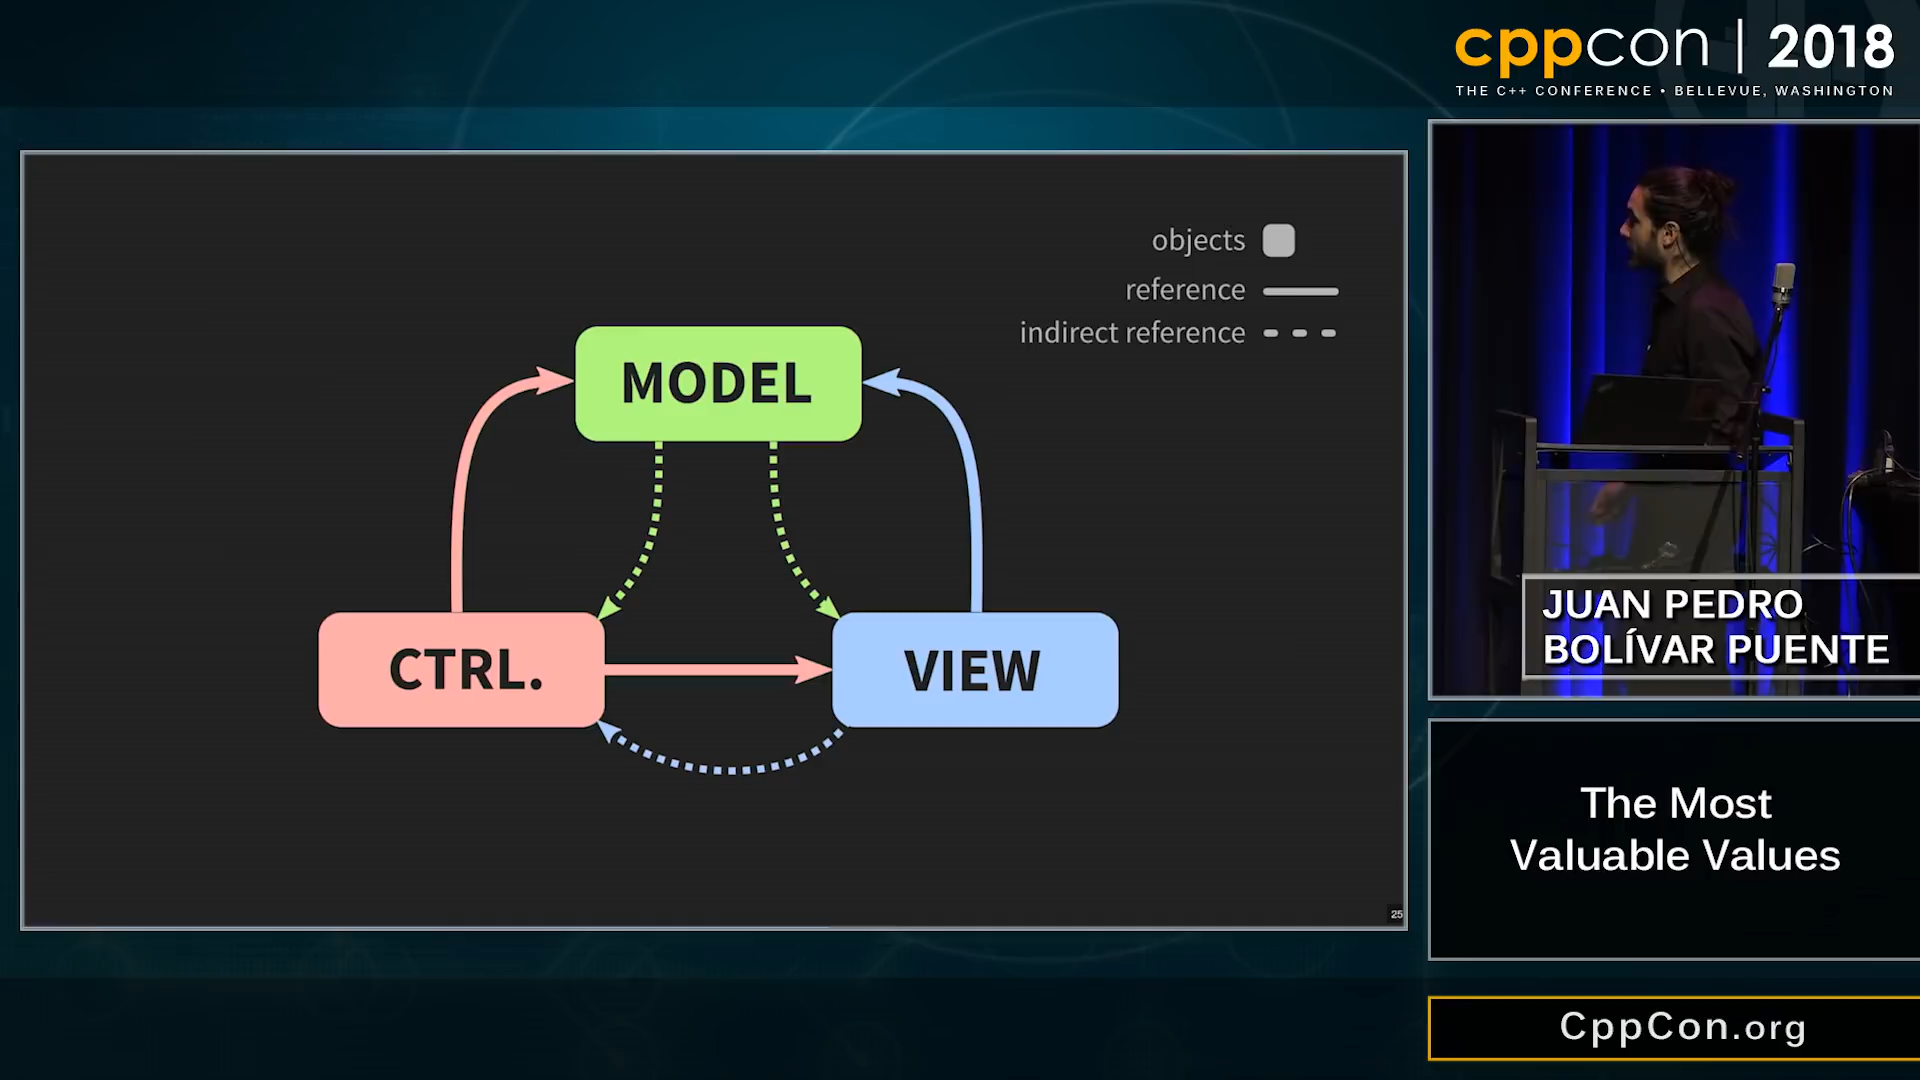 cppcon | 2018
THE C++ CONFERENCE • BELLEVUE, WASHINGTON
objects
reference
indirect reference
MODEL
CTRL.
VIEW
25
JUAN PEDRO
BOLÍVAR PUENTE
The Most
Valuable Values
CppCon.org